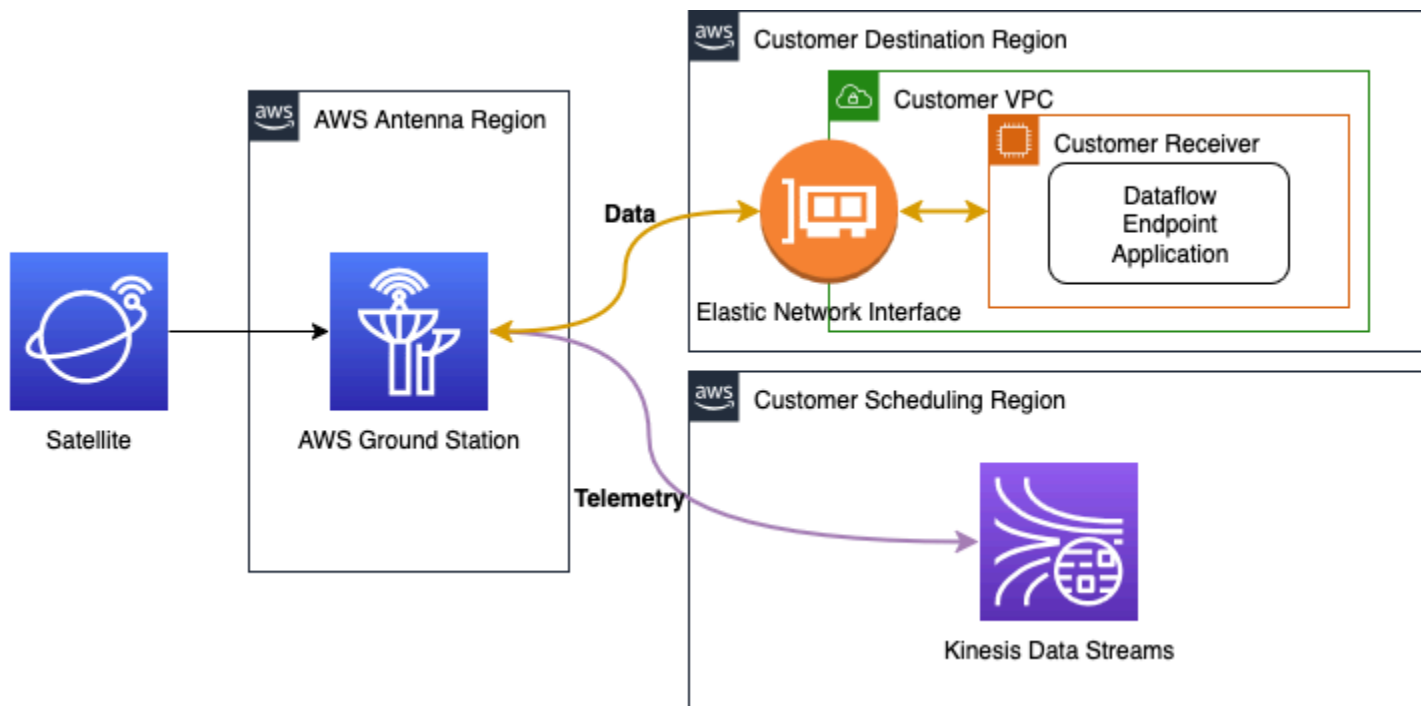 aws
Customer Destination Region
Customer VPC
aws
AWS Antenna Region
Customer Receiver
Dataflow
Endpoint
Application
Data
Elastic Network Interface
Satellite
AWS Ground Station
aws
Customer Scheduling Region
Telemetry
Kinesis Data Streams